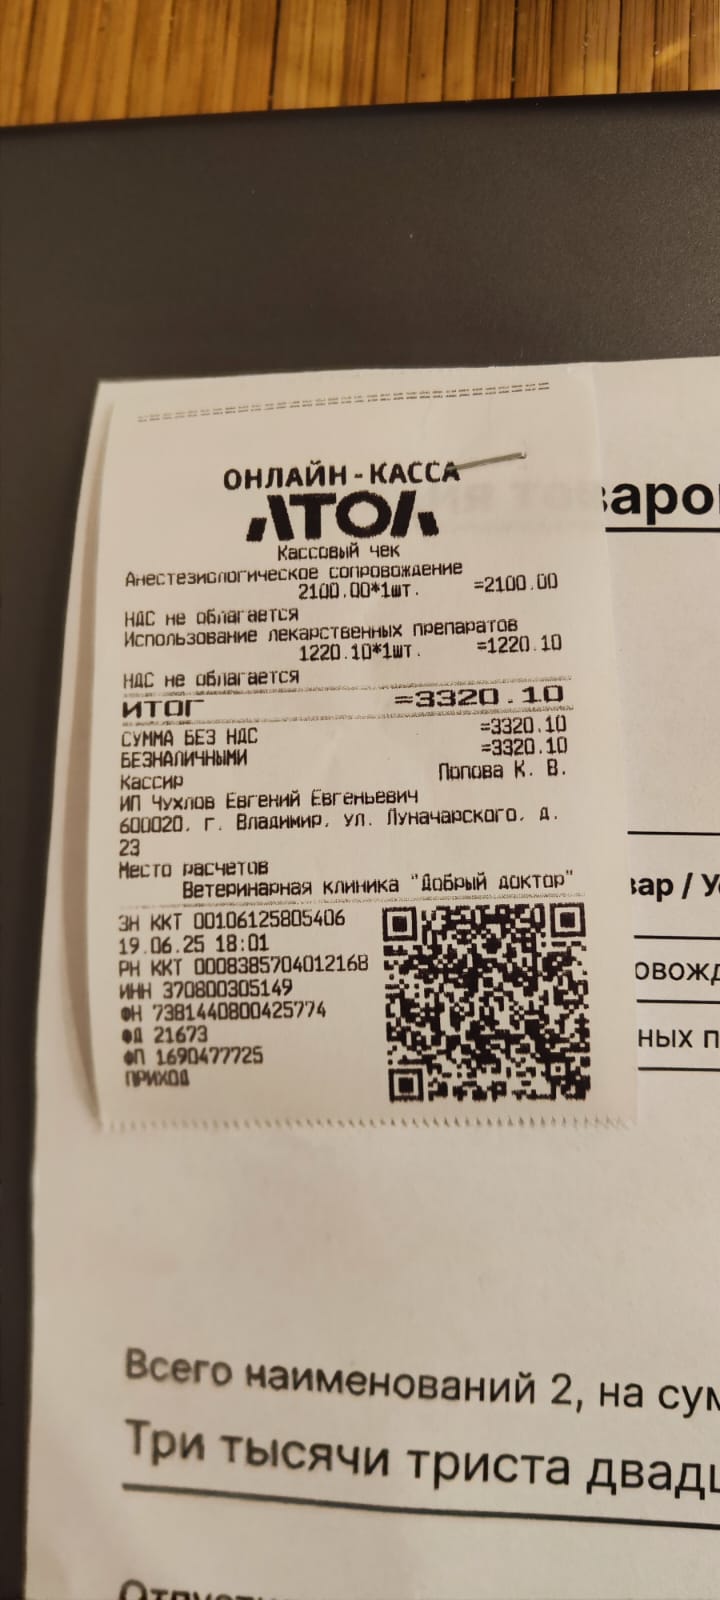 ОНЛАЙН-КАССА
АТОЛ
Кассовый чек
Анестезиологическое сопровождение
2100.00*1шт. =2100.00
НДС не облагается
Использование лекарственных препаратов
1220.10*1шт. =1220.10
НДС не облагается
ИТОГ =3320.10
СУММА БЕЗ НДС =3320.10
БЕЗНАЛИЧНЫМИ =3320.10
Кассир Попова К. В.
ИП Чухлов Евгений Евгеньевич
600020, г. Владимир, ул. Луначарского, д.
23
Место расчетов
Ветеринарная клиника "Добрый доктор"
ЗН ККТ 00106125805406
19.06.25 18:01
РН ККТ 0008385704012168
ИНН 370800305149
ФН 7381440800425774
ФД 21673
ФП 1690477725
ПРИХОД
варо
вар / У
овожд
ных п
Всего наименований 2, на сум
Три тысячи триста двадц